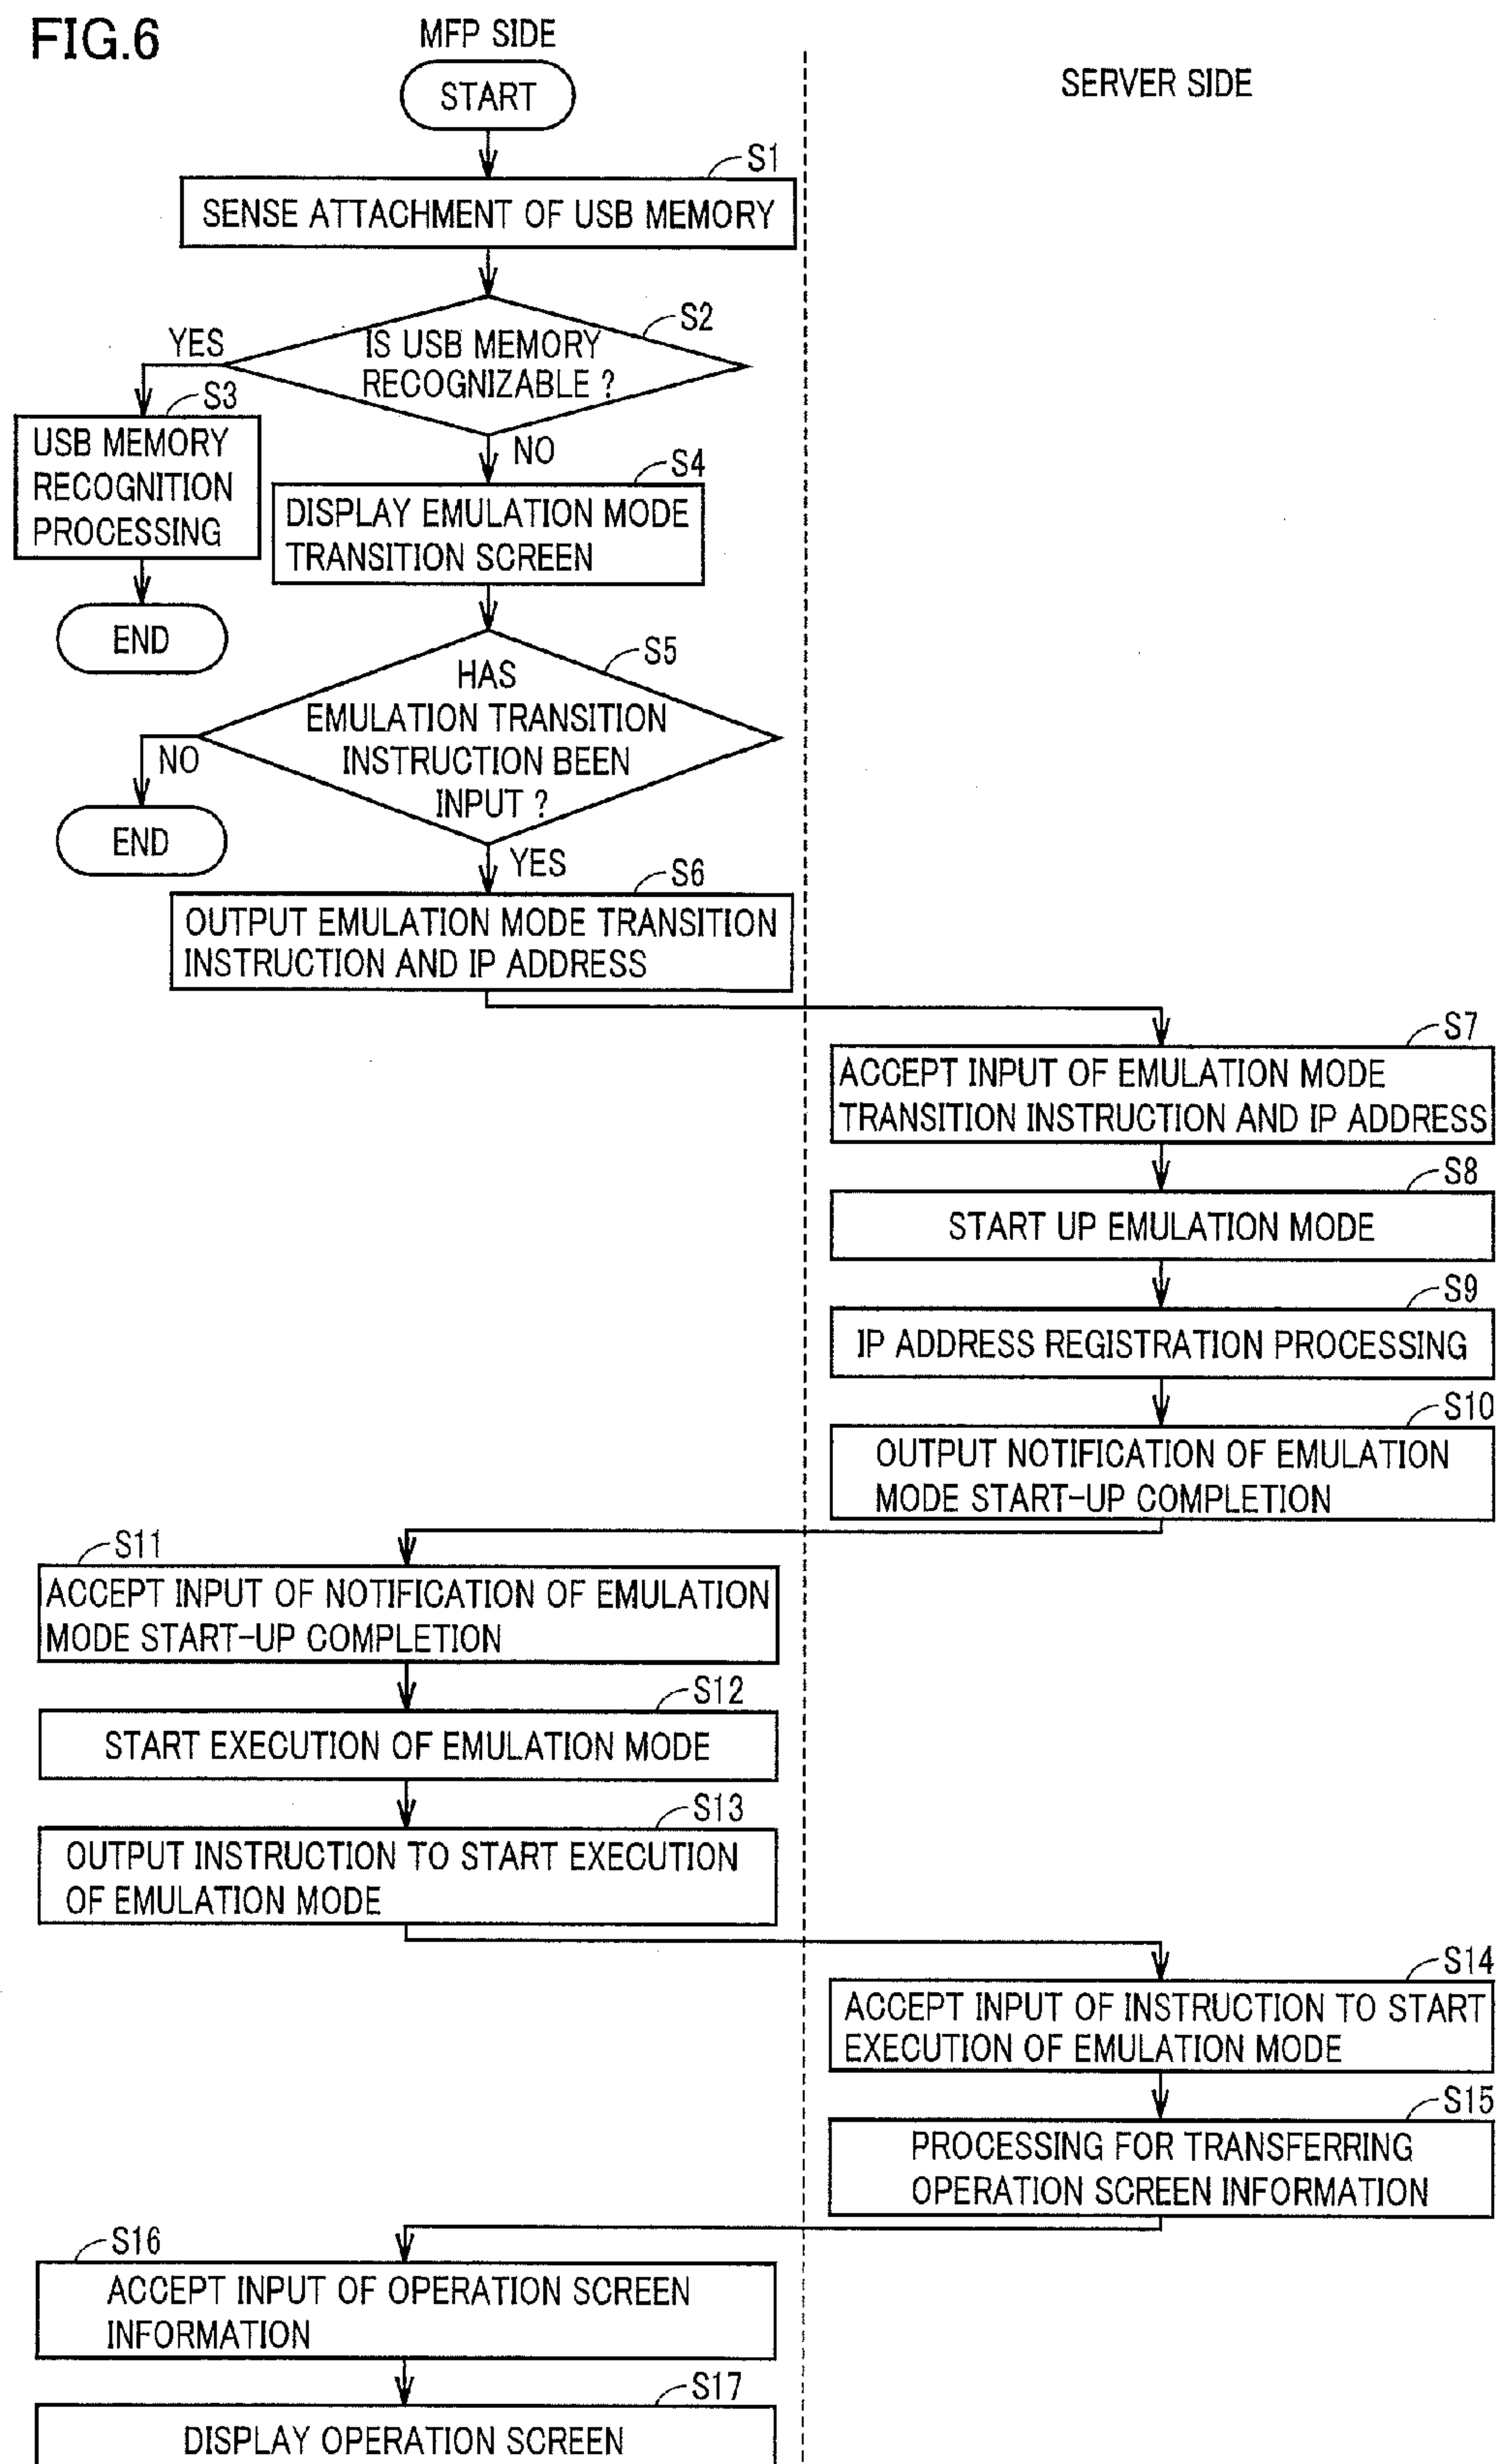 FIG.6
MFP SIDE
SERVER SIDE
START
S1
SENSE ATTACHMENT OF USB MEMORY
S2
IS USB MEMORY
RECOGNIZABLE ?
YES
S3
USB MEMORY
RECOGNITION
PROCESSING
END
NO
S4
DISPLAY EMULATION MODE
TRANSITION SCREEN
S5
HAS
EMULATION TRANSITION
INSTRUCTION BEEN
INPUT ?
NO
END
YES
S6
OUTPUT EMULATION MODE TRANSITION
INSTRUCTION AND IP ADDRESS
S7
ACCEPT INPUT OF EMULATION MODE
TRANSITION INSTRUCTION AND IP ADDRESS
S8
START UP EMULATION MODE
S9
IP ADDRESS REGISTRATION PROCESSING
S10
OUTPUT NOTIFICATION OF EMULATION
MODE START-UP COMPLETION
S11
ACCEPT INPUT OF NOTIFICATION OF EMULATION
MODE START-UP COMPLETION
S12
START EXECUTION OF EMULATION MODE
S13
OUTPUT INSTRUCTION TO START EXECUTION
OF EMULATION MODE
S14
ACCEPT INPUT OF INSTRUCTION TO START
EXECUTION OF EMULATION MODE
S15
PROCESSING FOR TRANSFERRING
OPERATION SCREEN INFORMATION
S16
ACCEPT INPUT OF OPERATION SCREEN
INFORMATION
S17
DISPLAY OPERATION SCREEN